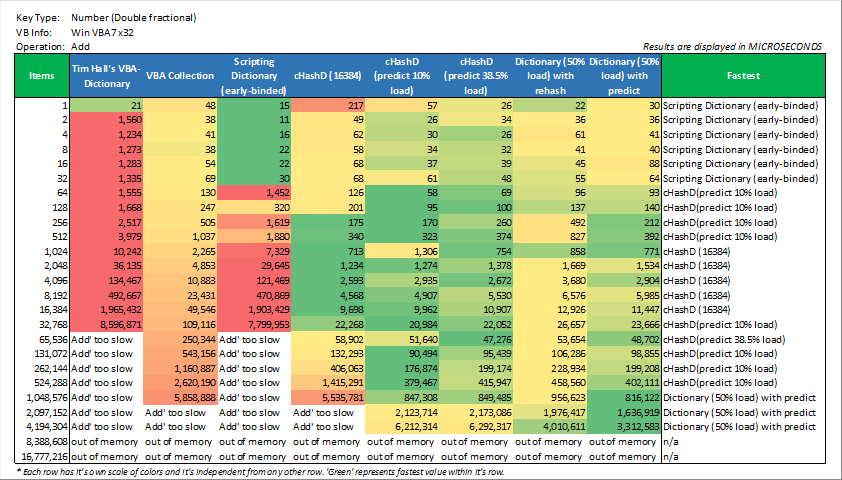 Key Type: Number (Double fractional)
VB Info: Win VBA7 x32
Operation: Add
Results are displayed in MICROSECONDS
Items Tim Hall's VBA-Dictionary VBA Collection Scripting Dictionary (early-binded) cHashD (16384) cHashD (predict 10% load) cHashD (predict 38.5% load) Dictionary (50% load) with rehash Dictionary (50% load) with predict Fastest
1 21 48 15 217 57 26 22 30 Scripting Dictionary (early-binded)
2 1,560 38 11 49 26 34 36 36 Scripting Dictionary (early-binded)
4 1,234 41 16 62 30 26 61 41 Scripting Dictionary (early-binded)
8 1,273 38 22 58 34 32 41 40 Scripting Dictionary (early-binded)
16 1,283 54 22 68 37 39 45 88 Scripting Dictionary (early-binded)
32 1,335 69 30 68 61 48 55 64 Scripting Dictionary (early-binded)
64 1,555 130 1,452 126 58 69 96 93 cHashD(predict 10% load)
128 1,668 247 320 201 95 100 137 140 cHashD(predict 10% load)
256 2,517 505 1,619 175 170 260 492 212 cHashD(predict 10% load)
512 3,979 1,037 1,880 340 323 374 827 392 cHashD(predict 10% load)
1,024 10,242 2,265 7,329 713 1,306 754 858 771 cHashD (16384)
2,048 36,135 4,853 29,645 1,234 1,274 1,378 1,669 1,534 cHashD (16384)
4,096 134,467 10,883 121,469 2,593 2,935 2,672 3,680 2,904 cHashD (16384)
8,192 492,667 23,431 470,869 4,568 4,907 5,530 6,576 5,985 cHashD (16384)
16,384 1,965,432 49,546 1,903,429 9,698 9,962 10,907 12,926 11,447 cHashD (16384)
32,768 8,596,871 109,116 7,799,953 22,268 20,984 22,052 26,657 23,666 cHashD(predict 10% load)
65,536 Add' too slow 250,344 Add' too slow 58,902 51,640 47,276 53,654 48,702 cHashD(predict 38.5% load)
131,072 Add' too slow 543,156 Add' too slow 132,293 90,494 95,439 106,286 98,855 cHashD(predict 10% load)
262,144 Add' too slow 1,160,887 Add' too slow 406,063 176,874 199,174 228,934 199,208 cHashD(predict 10% load)
524,288 Add' too slow 2,620,190 Add' too slow 1,415,291 379,467 415,947 458,560 402,111 cHashD(predict 10% load)
1,048,576 Add' too slow 5,858,888 Add' too slow 5,535,781 847,308 849,485 956,623 816,122 Dictionary (50% load) with predict
2,097,152 Add' too slow Add' too slow Add' too slow Add' too slow 2,123,714 2,173,086 1,976,417 1,636,919 Dictionary (50% load) with predict
4,194,304 Add' too slow Add' too slow Add' too slow Add' too slow 6,212,314 6,292,317 4,010,611 3,312,583 Dictionary (50% load) with predict
8,388,608 out of memory out of memory out of memory out of memory out of memory out of memory out of memory out of memory n/a
16,777,216 out of memory out of memory out of memory out of memory out of memory out of memory out of memory out of memory n/a
* Each row has it's own scale of colors and it's independent from any other row. 'Green' represents fastest value within it's row.